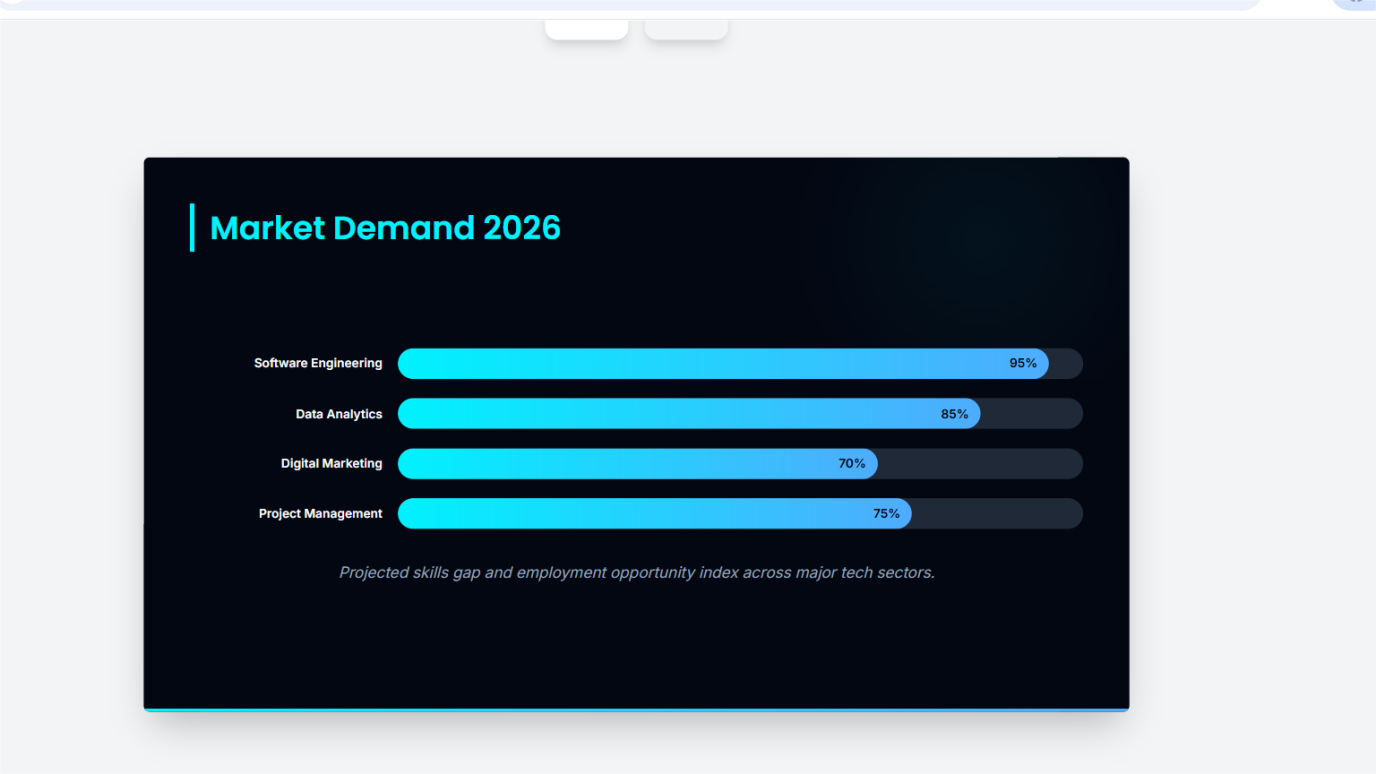 Market Demand 2026
Software Engineering 95%
Data Analytics 85%
Digital Marketing 70%
Project Management 75%
Projected skills gap and employment opportunity index across major tech sectors.